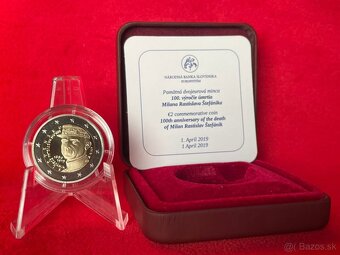 NÁRODNÁ BANKA SLOVENSKA
EUROSYSTÉM
Pamätná dvojeurová minca
100. výročie úmrtia
Milana Rastislava Štefánika
€2 commemorative coin
100th anniversary of the death
of Milan Rastislav Štefánik
1. Apríl 2019
1 April 2019
© Bazos.sk